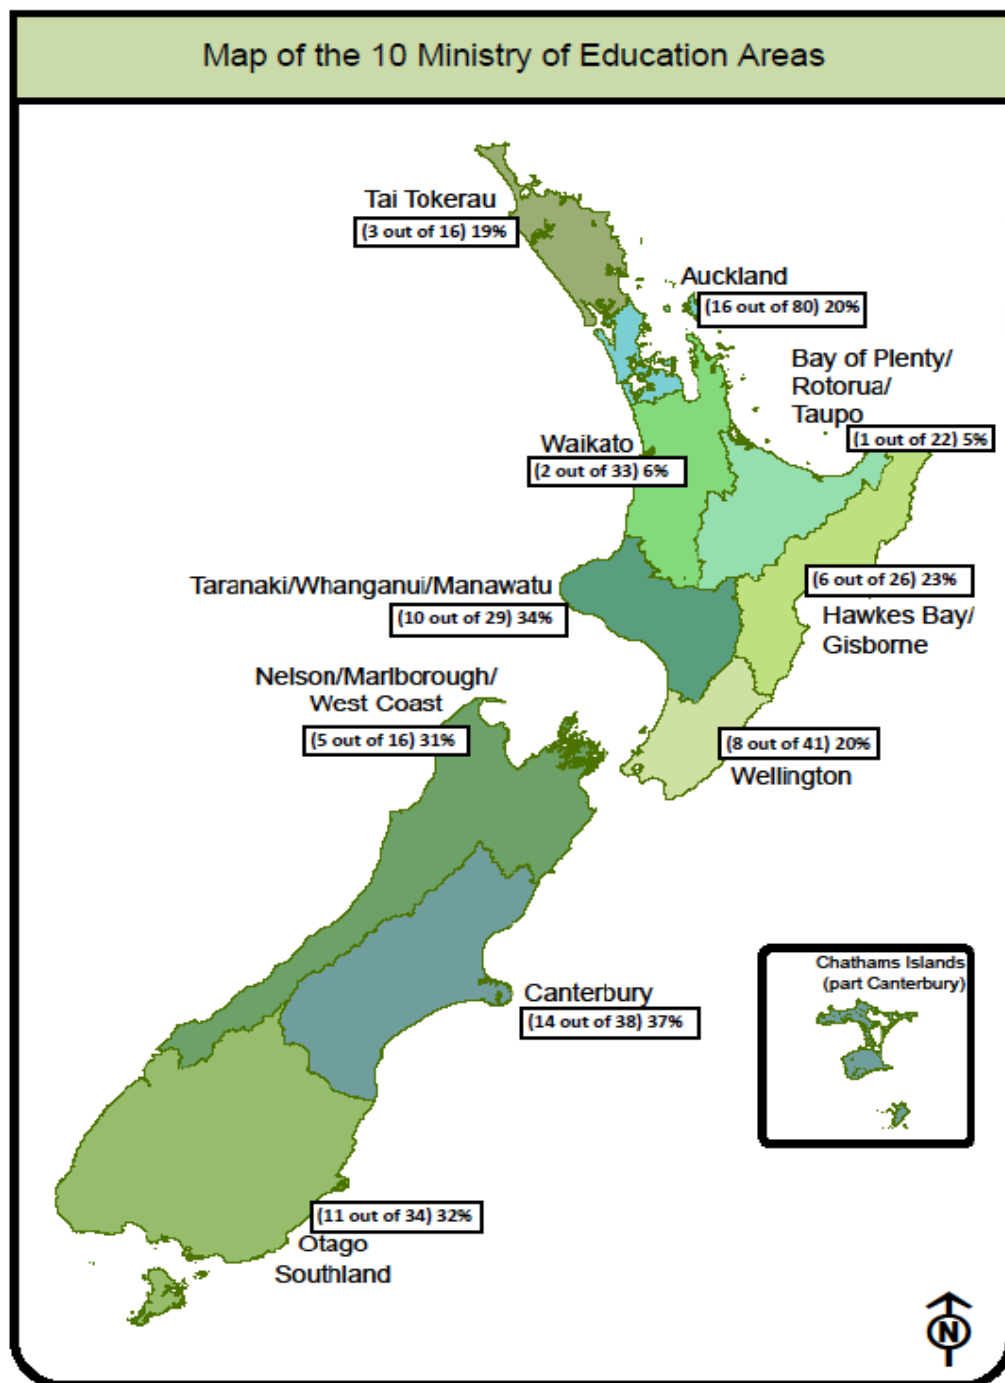 Map of the 10 Ministry of Education Areas
Tai Tokerau
(3 out of 16) 19%
Auckland
(16 out of 80) 20%
Bay of Plenty/
Rotorua/
Taupo
(1 out of 22) 5%
Waikato
(2 out of 33) 6%
Taranaki/Whanganui/Manawatu
(10 out of 29) 34%
(6 out of 26) 23%
Hawkes Bay/
Gisborne
Nelson/Marlborough/
West Coast
(5 out of 16) 31%
(8 out of 41) 20%
Wellington
Chathams Islands
(part Canterbury)
Canterbury
(14 out of 38) 37%
(11 out of 34) 32%
Otago
Southland
N